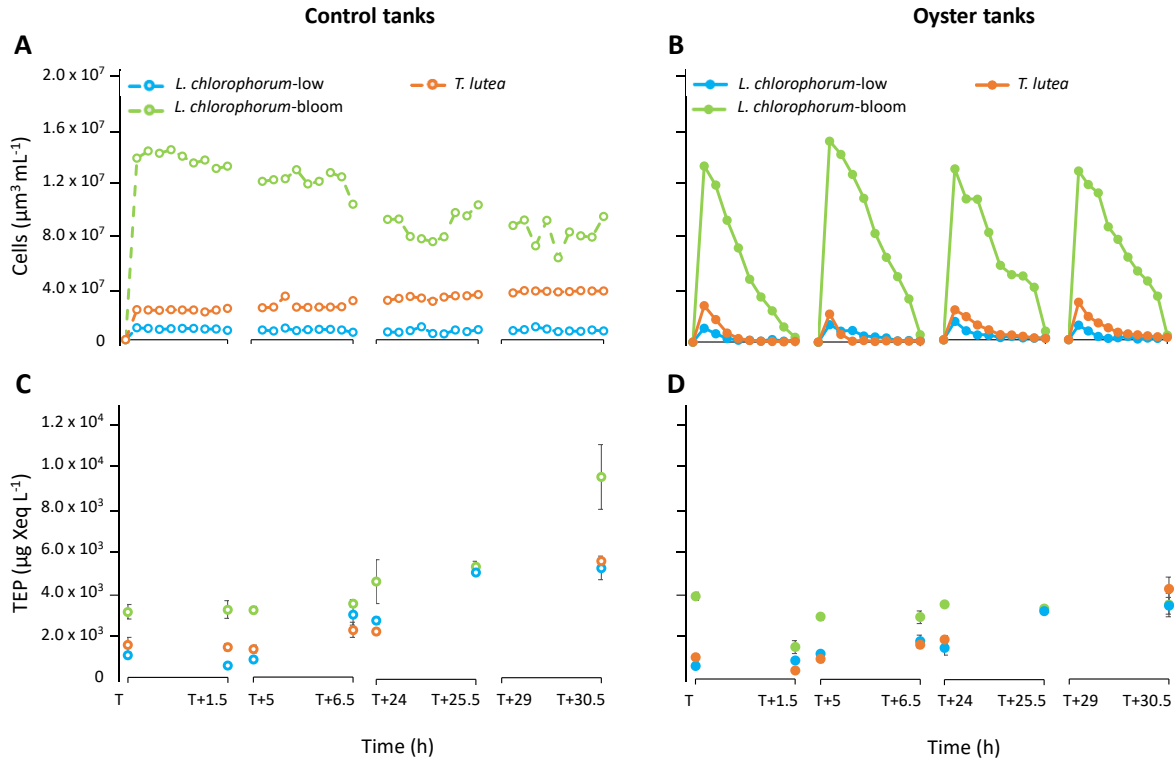 Control tanks
Oyster tanks
A
B
2.0 x 10⁷
1.6 x 10⁷
1.2 x 10⁷
8.0 x 10⁷
4.0 x 10⁷
0
Cells (µm³ mL⁻¹)
L. chlorophorum-low
T. lutea
L. chlorophorum-bloom
L. chlorophorum-low
T. lutea
L. chlorophorum-bloom
C
D
1.2 x 10⁴
1.0 x 10⁴
8.0 x 10³
6.0 x 10³
4.0 x 10³
2.0 x 10³
0
TEP (µg Xeq L⁻¹)
T T+1.5 T+5 T+6.5 T+24 T+25.5 T+29 T+30.5
T T+1.5 T+5 T+6.5 T+24 T+25.5 T+29 T+30.5
Time (h)
Time (h)